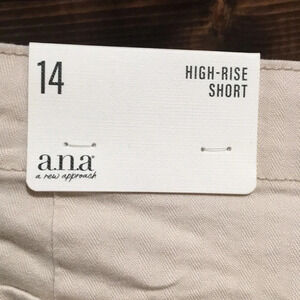 14
HIGH-RISE
SHORT
a.n.a
a new approach